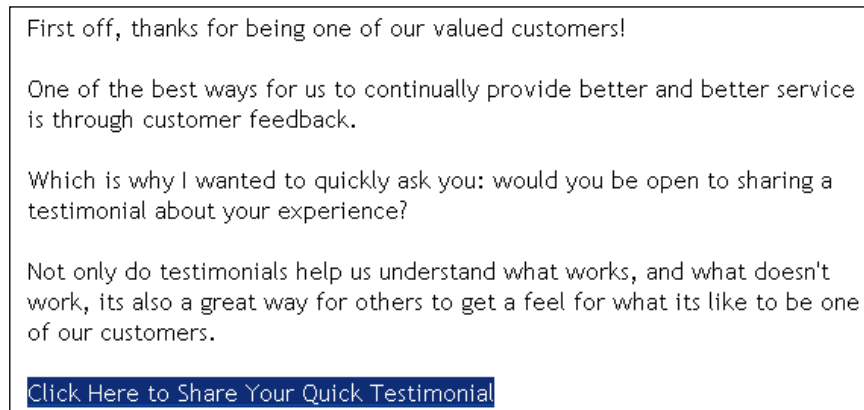 First off, thanks for being one of our valued customers!
One of the best ways for us to continually provide better and better service
is through customer feedback.
Which is why I wanted to quickly ask you: would you be open to sharing a
testimonial about your experience?
Not only do testimonials help us understand what works, and what doesn't
work, its also a great way for others to get a feel for what its like to be one
of our customers.
Click Here to Share Your Quick Testimonial